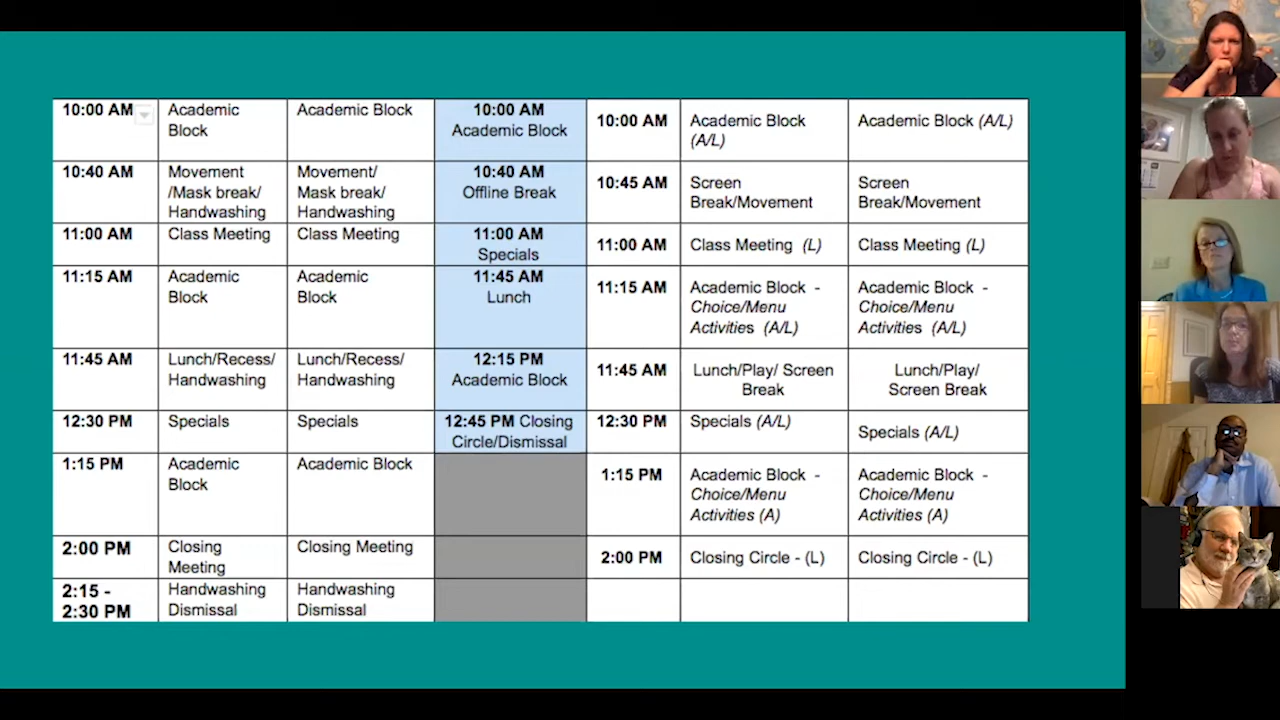 10:00 AM
Academic
Block
Academic Block
10:00 AM
Academic Block
10:00 AM
Academic Block
(A/L)
Academic Block (A/L)
10:40 AM
Movement
/Mask break/
Handwashing
Movement/
Mask break/
Handwashing
10:40 AM
Offline Break
10:45 AM
Screen
Break/Movement
Screen
Break/Movement
11:00 AM
Class Meeting
Class Meeting
11:00 AM
Specials
11:00 AM
Class Meeting (L)
Class Meeting (L)
11:15 AM
Academic
Block
Academic
Block
11:45 AM
Lunch
11:15 AM
Academic Block -
Choice/Menu
Activities (A/L)
Academic Block -
Choice/Menu
Activities (A/L)
11:45 AM
Lunch/Recess/
Handwashing
Lunch/Recess/
Handwashing
12:15 PM
Academic Block
11:45 AM
Lunch/Play/ Screen
Break
Lunch/Play/
Screen Break
12:30 PM
Specials
Specials
12:45 PM Closing
Circle/Dismissal
12:30 PM
Specials (A/L)
Specials (A/L)
1:15 PM
Academic
Block
Academic Block
1:15 PM
Academic Block -
Choice/Menu
Activities (A)
Academic Block -
Choice/Menu
Activities (A)
2:00 PM
Closing
Meeting
Closing Meeting
2:00 PM
Closing Circle - (L)
Closing Circle - (L)
2:15 -
2:30 PM
Handwashing
Dismissal
Handwashing
Dismissal